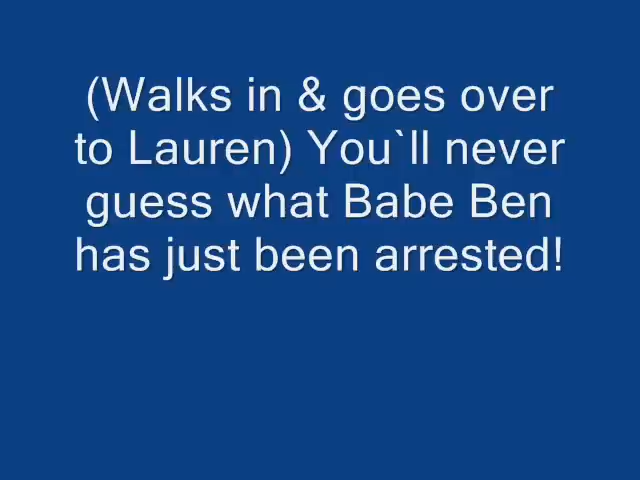 (Walks in & goes over
to Lauren) You`ll never
guess what Babe Ben
has just been arrested!